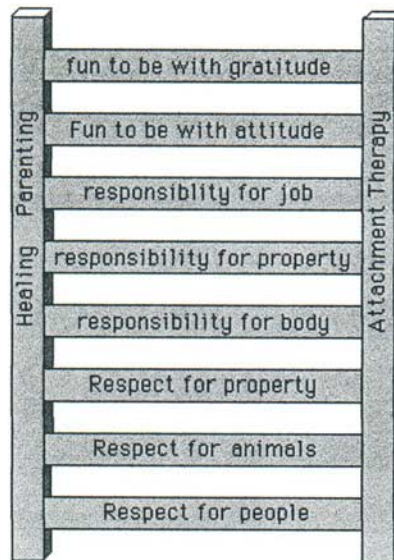 Healing Parenting
fun to be with gratitude
Fun to be with attitude
responsiblity for job
responsibility for property
responsibility for body
Respect for property
Respect for animals
Respect for people
Attachment Therapy